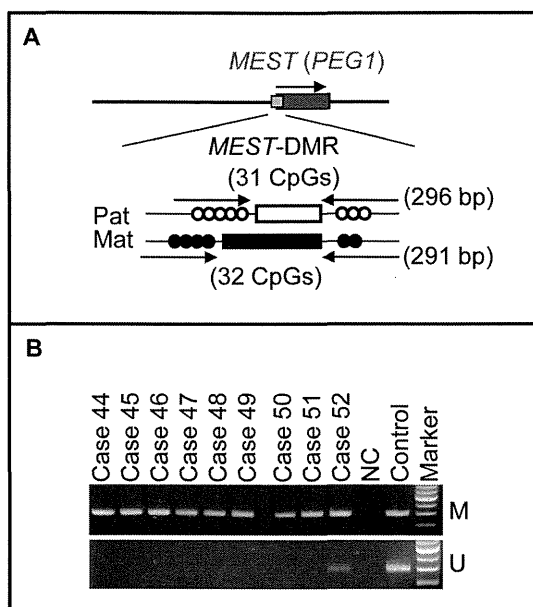 A
MEST (PEG1)
MEST-DMR
(31 CpGs)
(296 bp)
Pat
Mat
(291 bp)
(32 CpGs)
B
Case 44
Case 45
Case 46
Case 47
Case 48
Case 49
Case 50
Case 51
Case 52
NC
Control
Marker
M
U